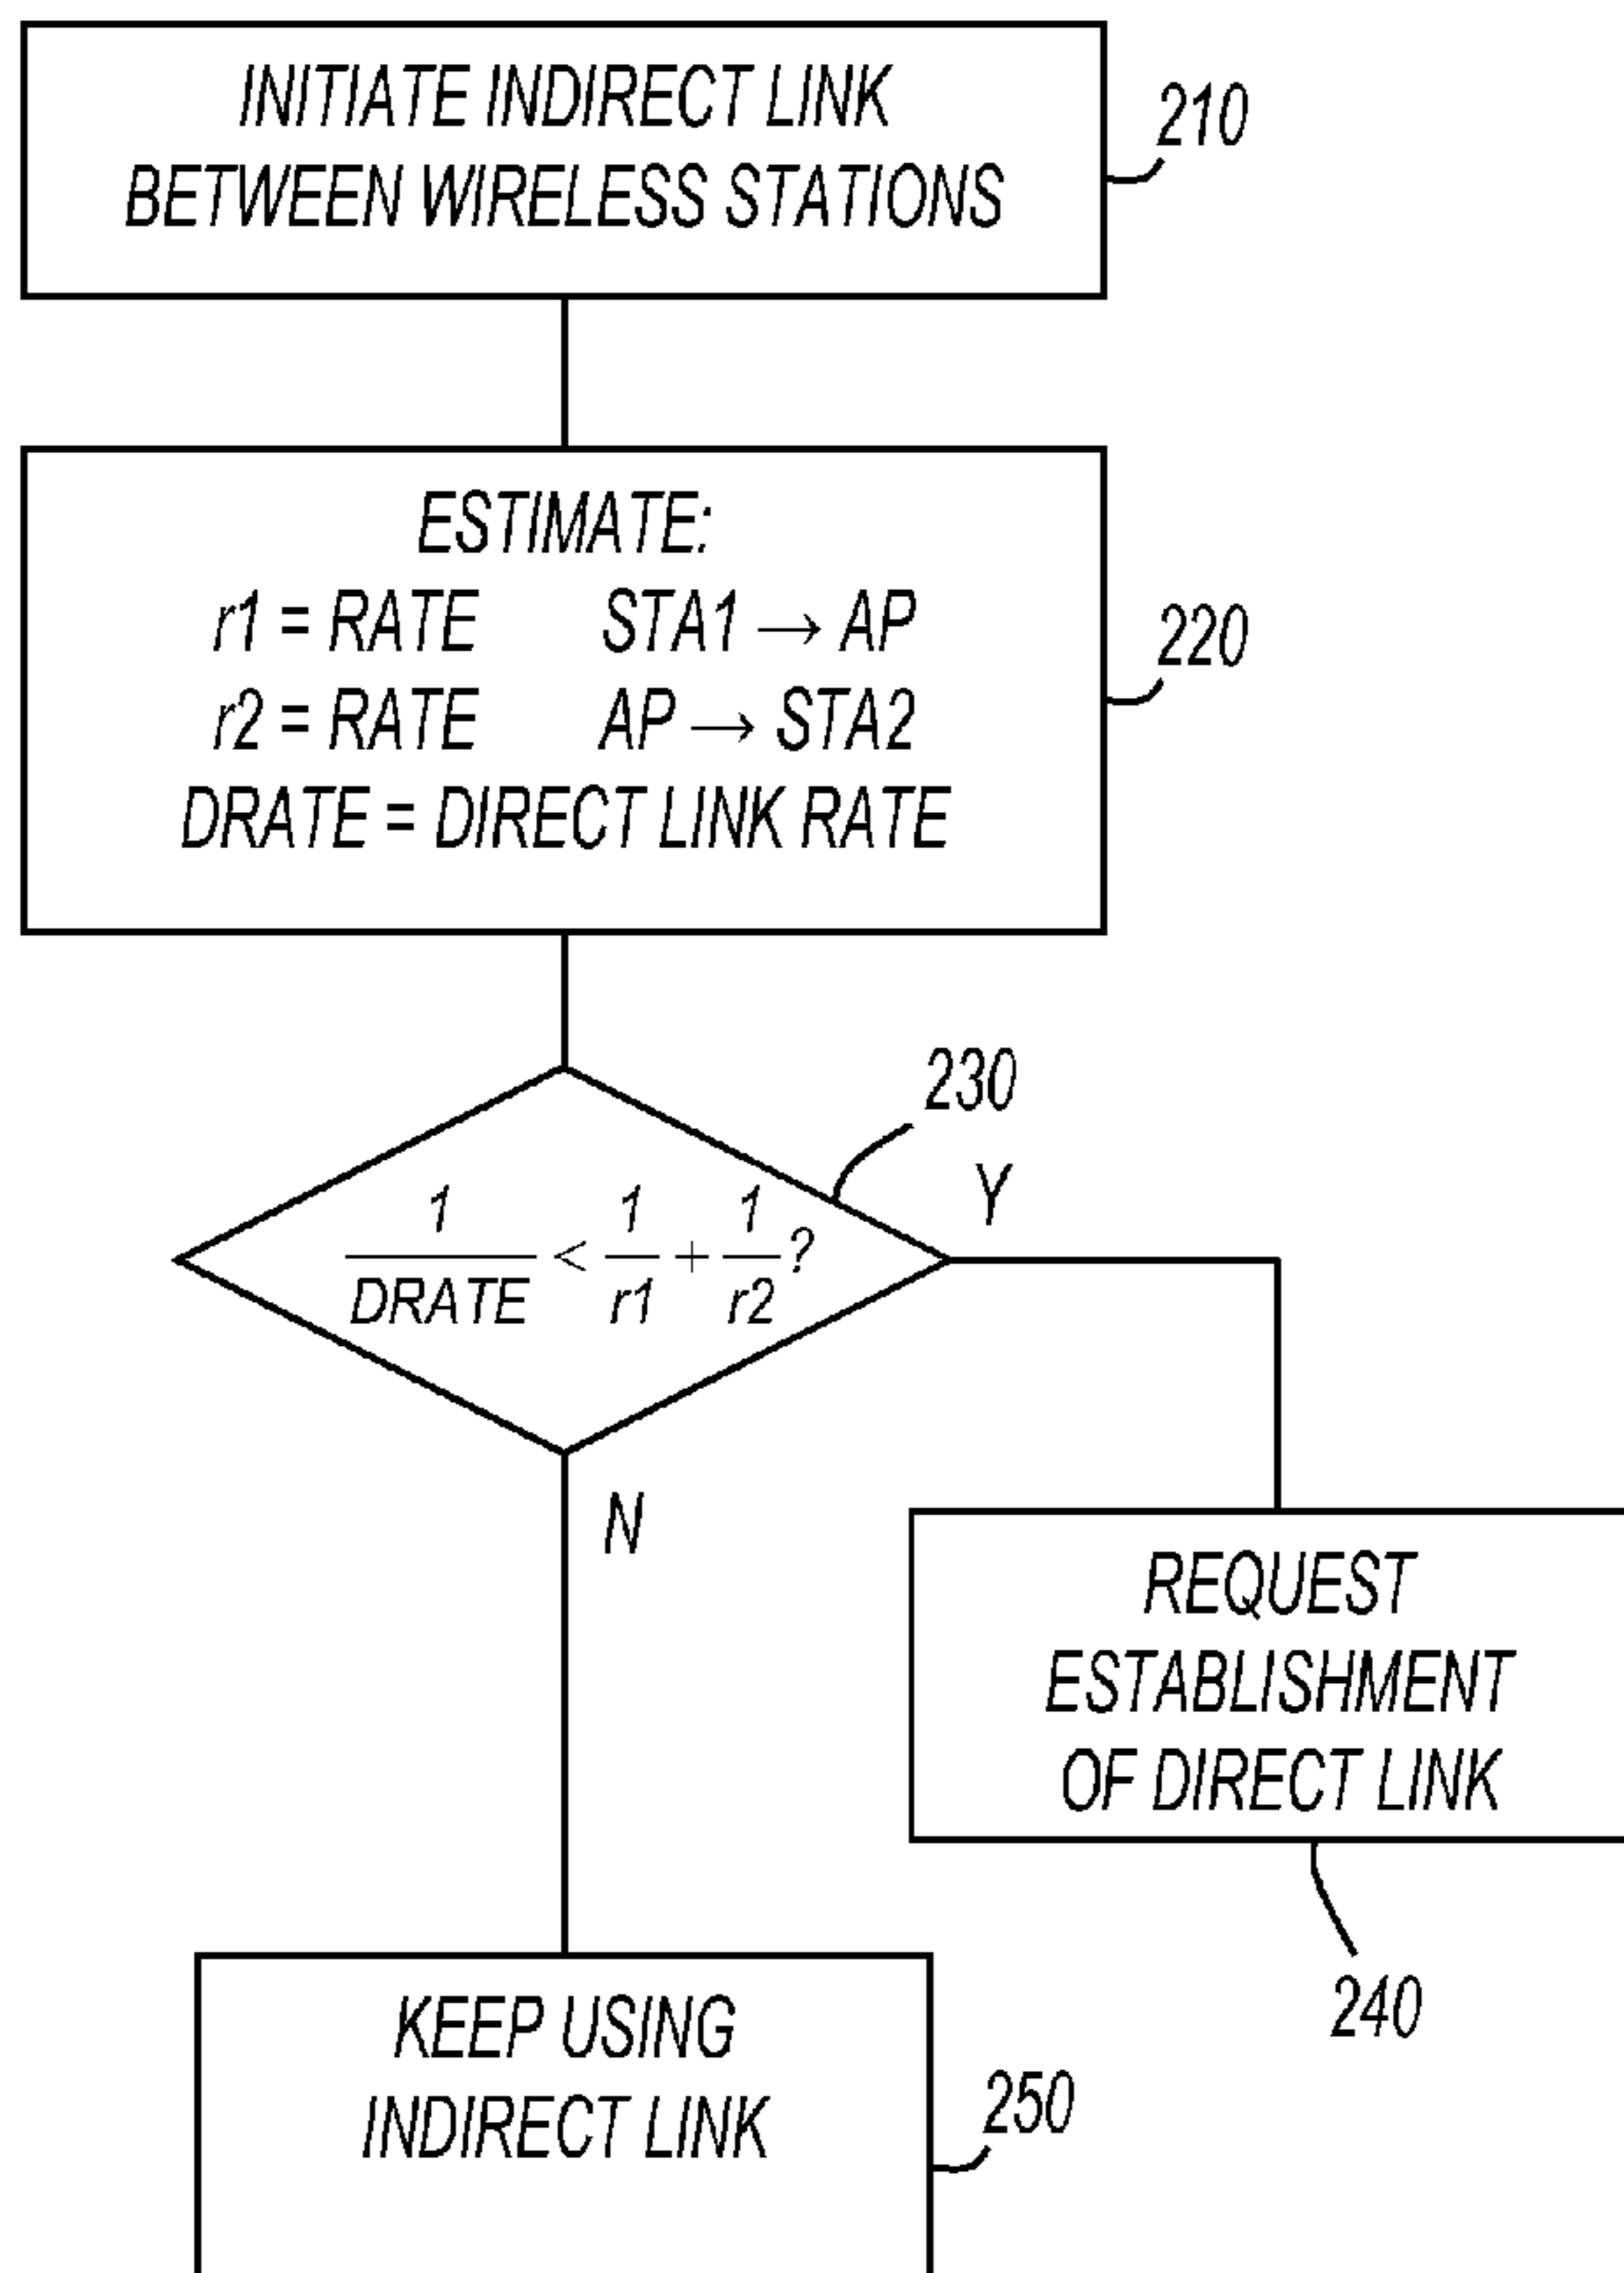 INITIATE INDIRECT LINK
BETWEEN WIRELESS STATIONS
210
ESTIMATE:
r1 = RATE STA1 → AP
r2 = RATE AP → STA2
DRATE = DIRECT LINK RATE
220
230
1/DRATE < 1/r1 + 1/r2 ?
Y
N
REQUEST
ESTABLISHMENT
OF DIRECT LINK
240
KEEP USING
INDIRECT LINK
250